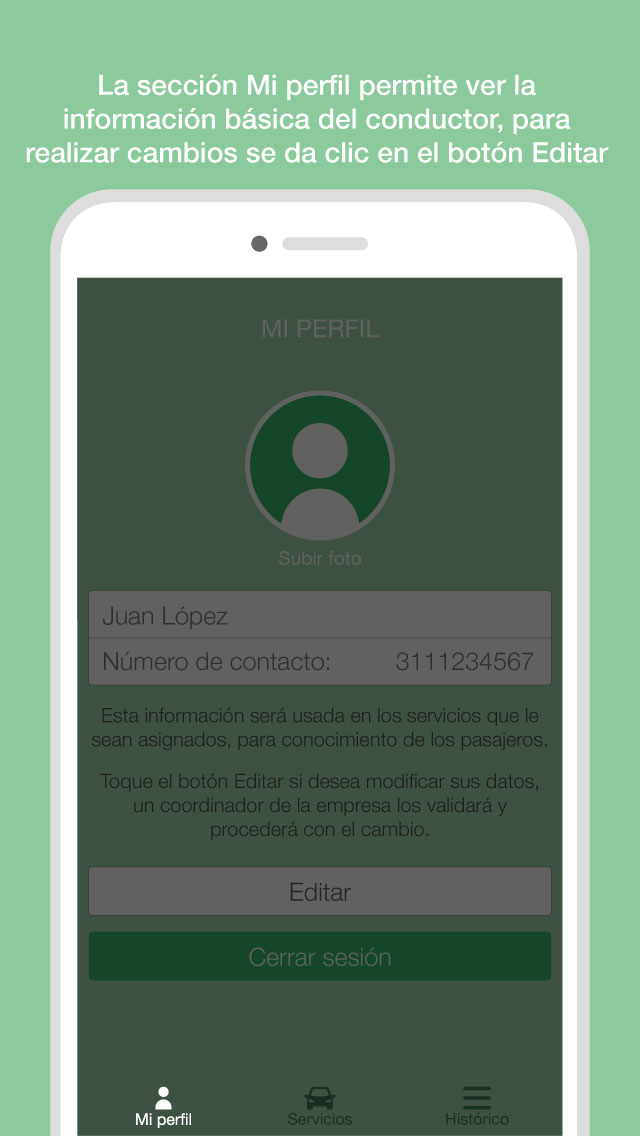 La sección Mi perfil permite ver la
información básica del conductor, para
realizar cambios se da clic en el botón Editar
MI PERFIL
Subir foto
Juan López
Número de contacto: 3111234567
Esta información será usada en los servicios que le
sean asignados, para conocimiento de los pasajeros.
Toque el botón Editar si desea modificar sus datos,
un coordinador de la empresa los validará y
procederá con el cambio.
Editar
Cerrar sesión
Mi perfil Servicios Histórico